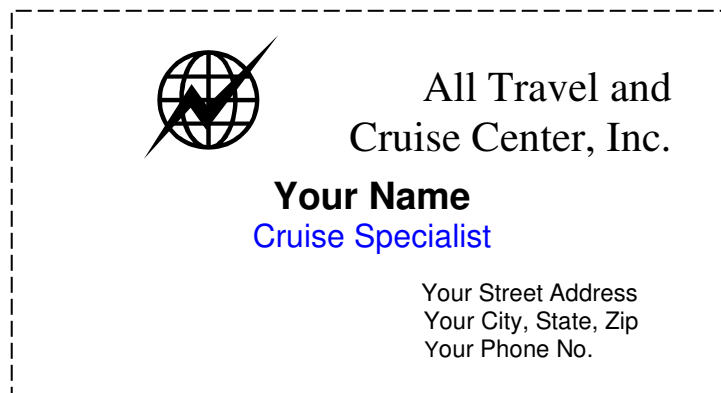 All Travel and
Cruise Center, Inc.
Your Name
Cruise Specialist
Your Street Address
Your City, State, Zip
Your Phone No.